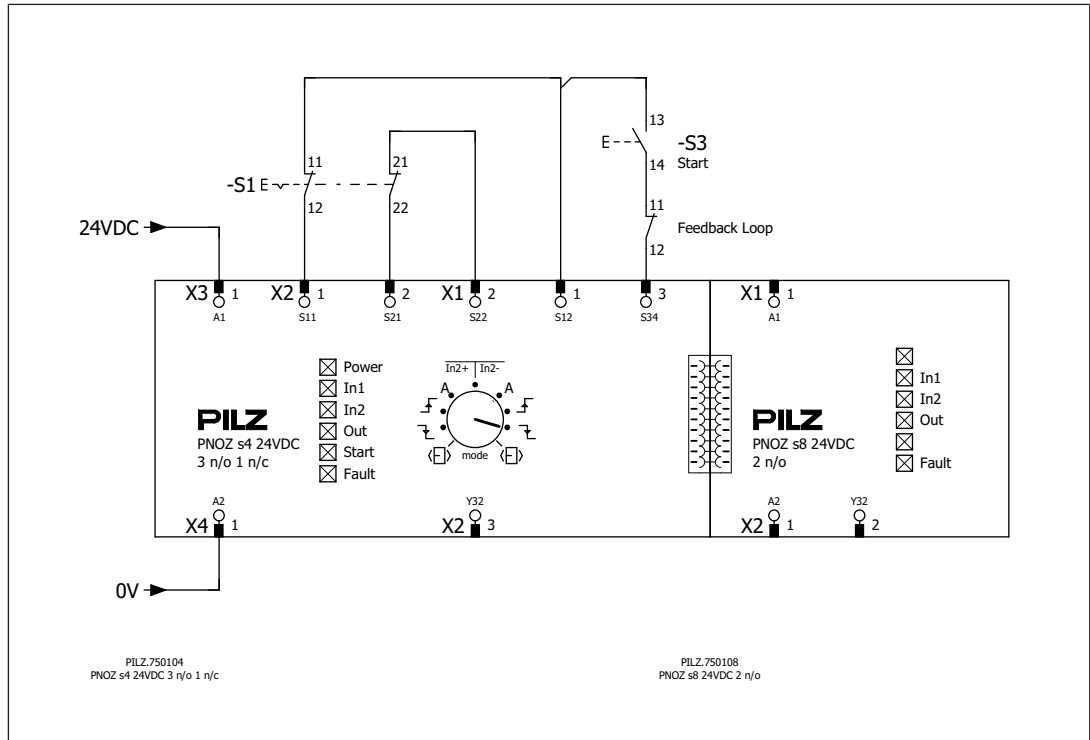 13
-S3
14
Start
11
21
-S1
12
22
11
Feedback Loop
12
24VDC
X3 1
X2 1
2
X1 2
1
3
X1 1
A1
S11
S21
S22
S12
S34
A1
Power
In1
In2
Out
Start
Fault
In2+ In2-
A A
mode
In1
In2
Out
Fault
PILZ
PNOZ s4 24VDC
3 n/o 1 n/c
PILZ
PNOZ s8 24VDC
2 n/o
A2
X4 1
Y32
X2 3
A2
X2 1
Y32
2
0V
PILZ.750104
PNOZ s4 24VDC 3 n/o 1 n/c
PILZ.750108
PNOZ s8 24VDC 2 n/o